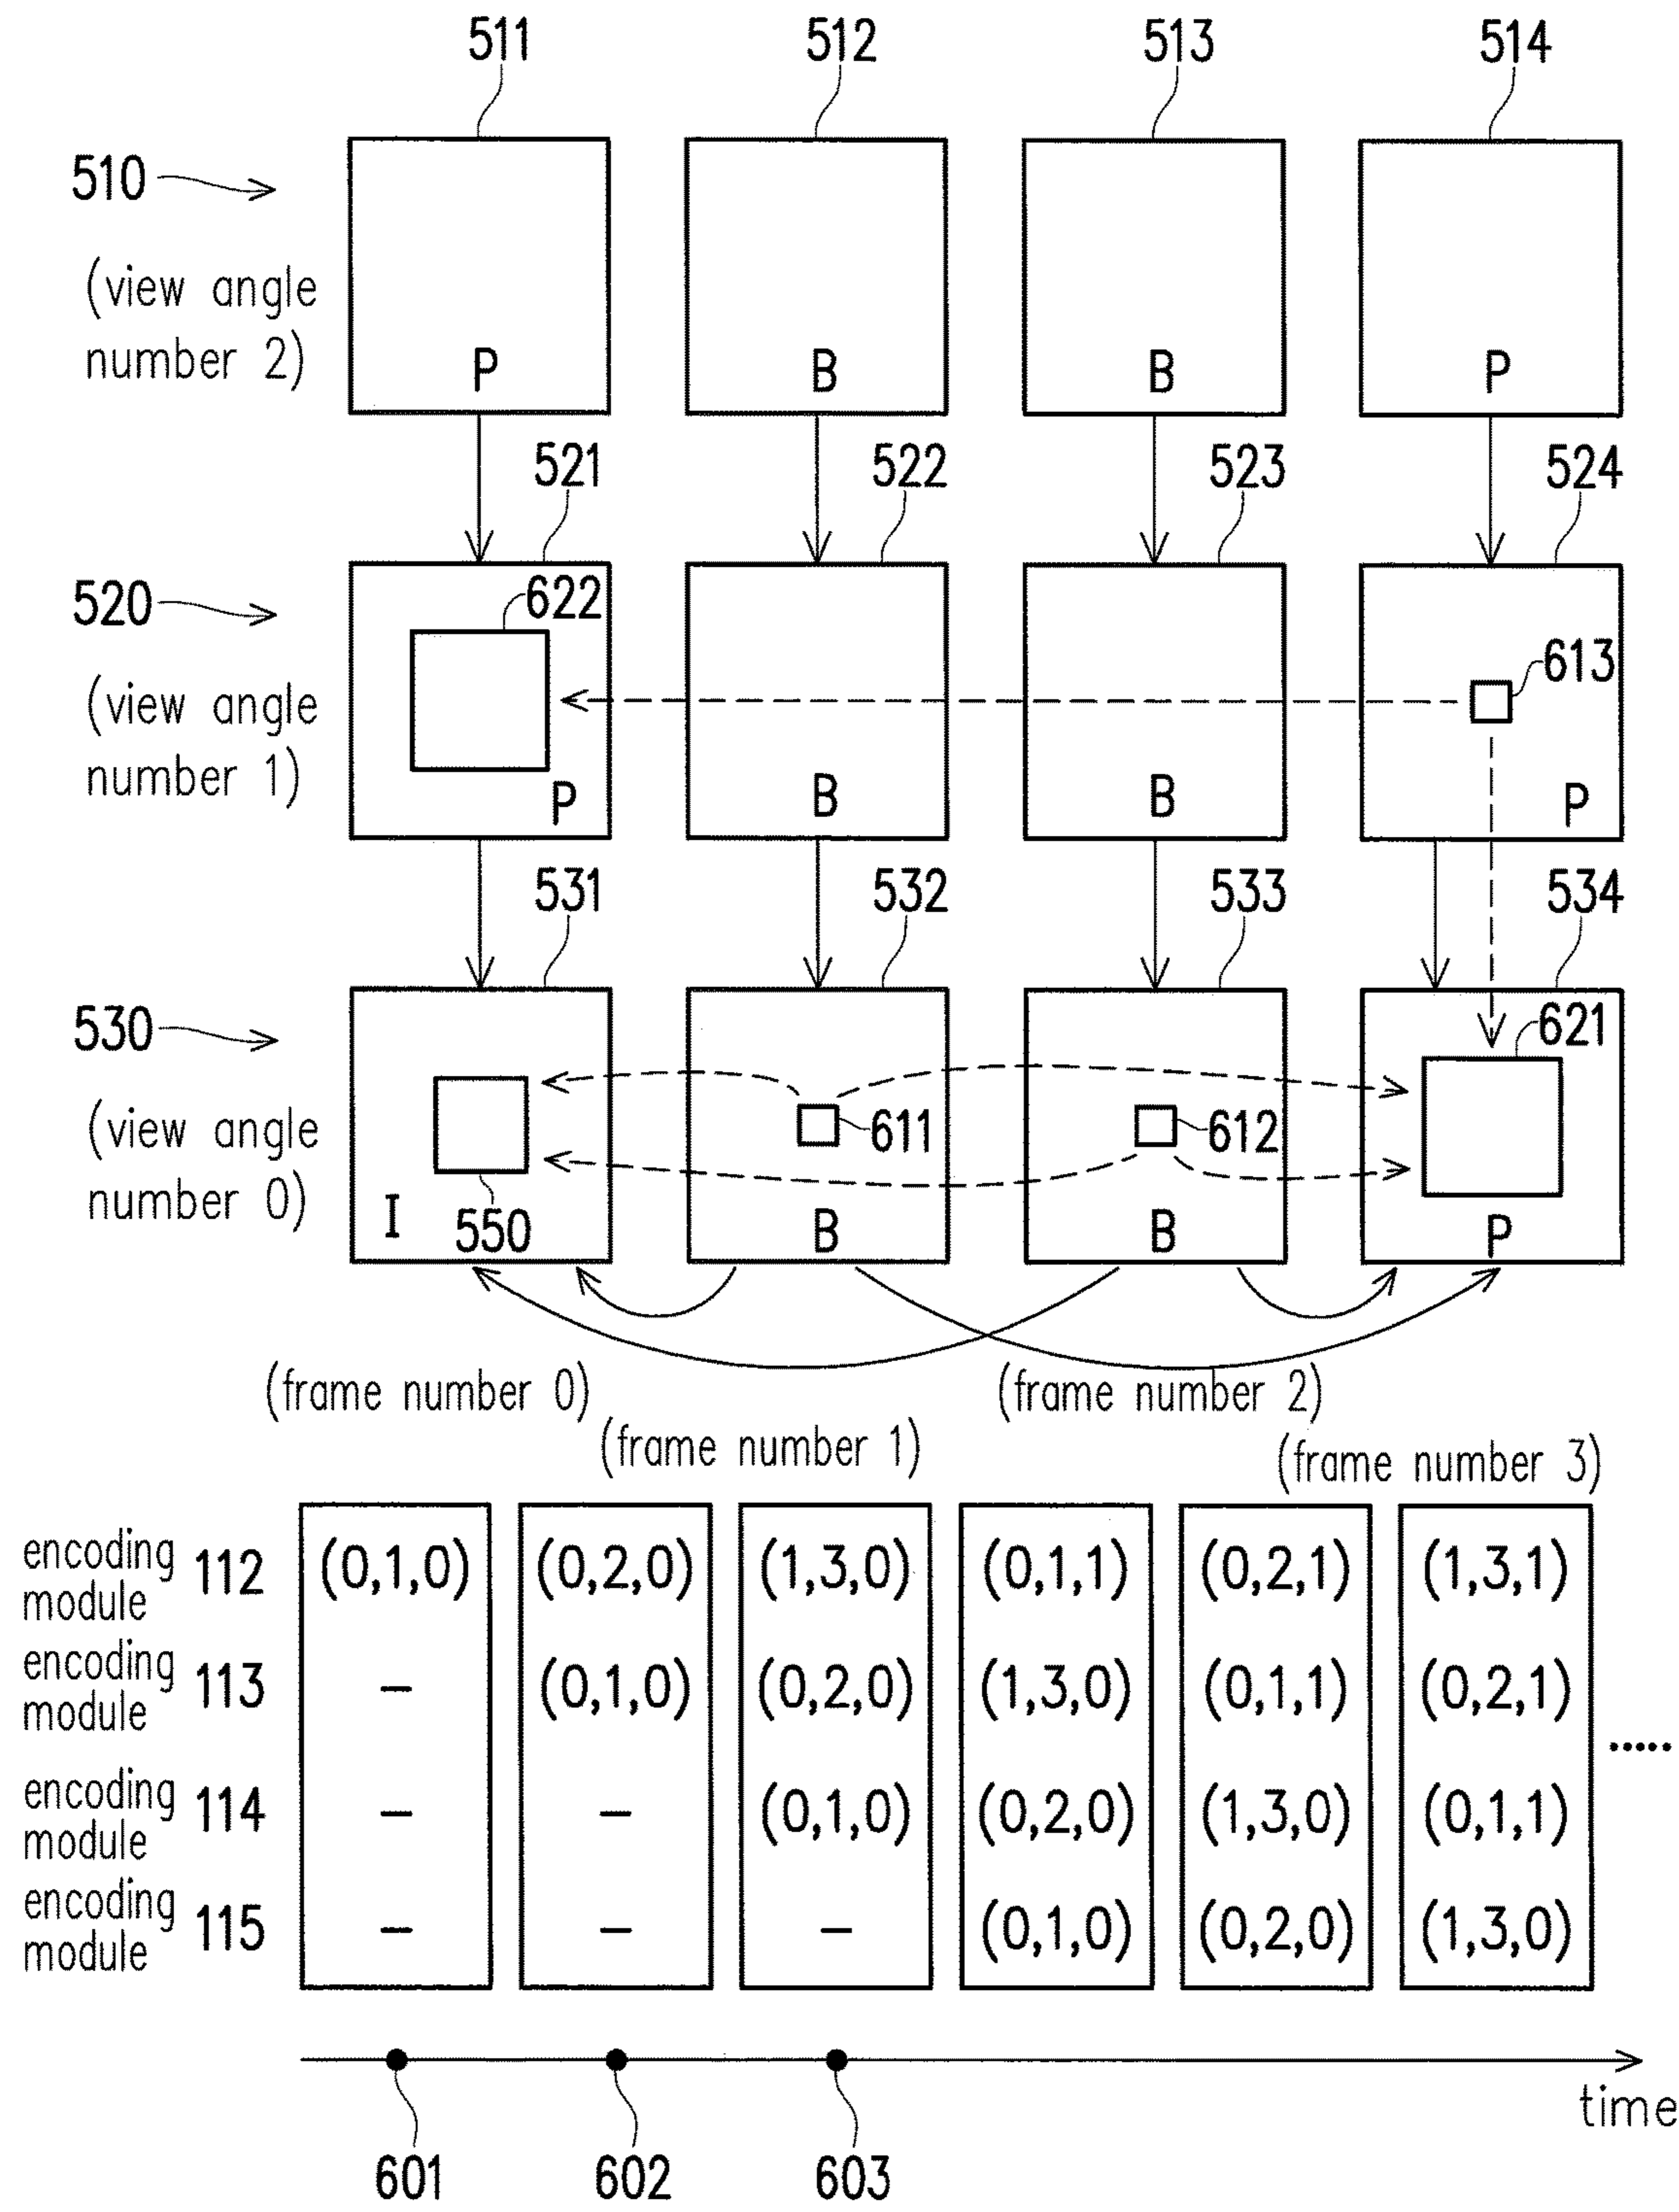 511 512 513 514
510
(view angle
number 2)
P B B P
521 522 523 524
520
622
613
(view angle
number 1)
P B B P
531 532 533 534
530
621
611 612
(view angle
number 0)
I 550 B B P
(frame number 0) (frame number 2)
(frame number 1) (frame number 3)
encoding
module 112 (0,1,0) (0,2,0) (1,3,0) (0,1,1) (0,2,1) (1,3,1)
encoding
module 113 – (0,1,0) (0,2,0) (1,3,0) (0,1,1) (0,2,1)
.....
encoding
module 114 – – (0,1,0) (0,2,0) (1,3,0) (0,1,1)
encoding
module 115 – – – (0,1,0) (0,2,0) (1,3,0)
time
601 602 603